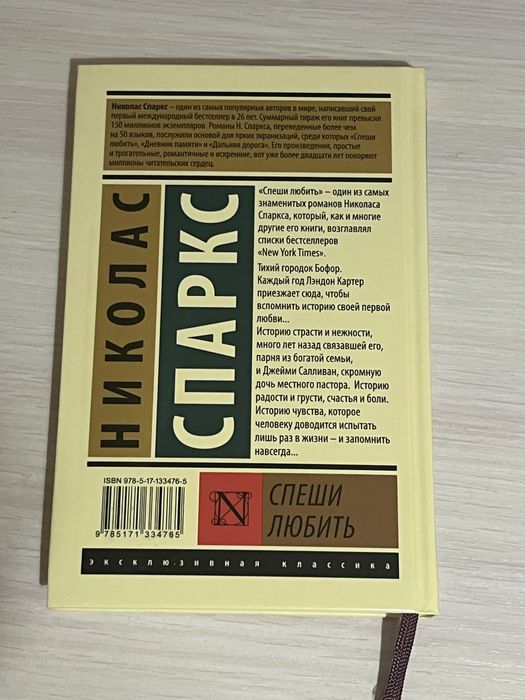 Николас Спаркс – один из самых популярных авторов в мире, написавший свой
первый международный бестселлер в 26 лет. Суммарный тираж его книг превысил
150 миллионов экземпляров. Романы Н. Спаркса, переведенные более чем
на 50 языков, послужили основой для ярких экранизаций, среди которых «Спеши
любить», «Дневник памяти» и «Дальняя дорога». Его произведения, простые
и трогательные, романтичные и искренние, вот уже более двадцати лет покоряют
миллионы читательских сердец.
НИКОЛАС
СПАРКС
«Спеши любить» – один из самых
знаменитых романов Николаса
Спаркса, который, как и многие
другие его книги, возглавлял
списки бестселлеров
«New York Times».
Тихий городок Бофор.
Каждый год Лэндон Картер
приезжает сюда, чтобы
вспомнить историю своей первой
любви...
Историю страсти и нежности,
много лет назад связавшей его,
парня из богатой семьи,
и Джейми Салливан, скромную
дочь местного пастора. Историю
радости и грусти, счастья и боли.
Историю чувства, которое
человеку доводится испытать
лишь раз в жизни – и запомнить
навсегда...
ISBN 978-5-17-133476-5
9 785171 334765
N
СПЕШИ
ЛЮБИТЬ
эксклюзивная классика